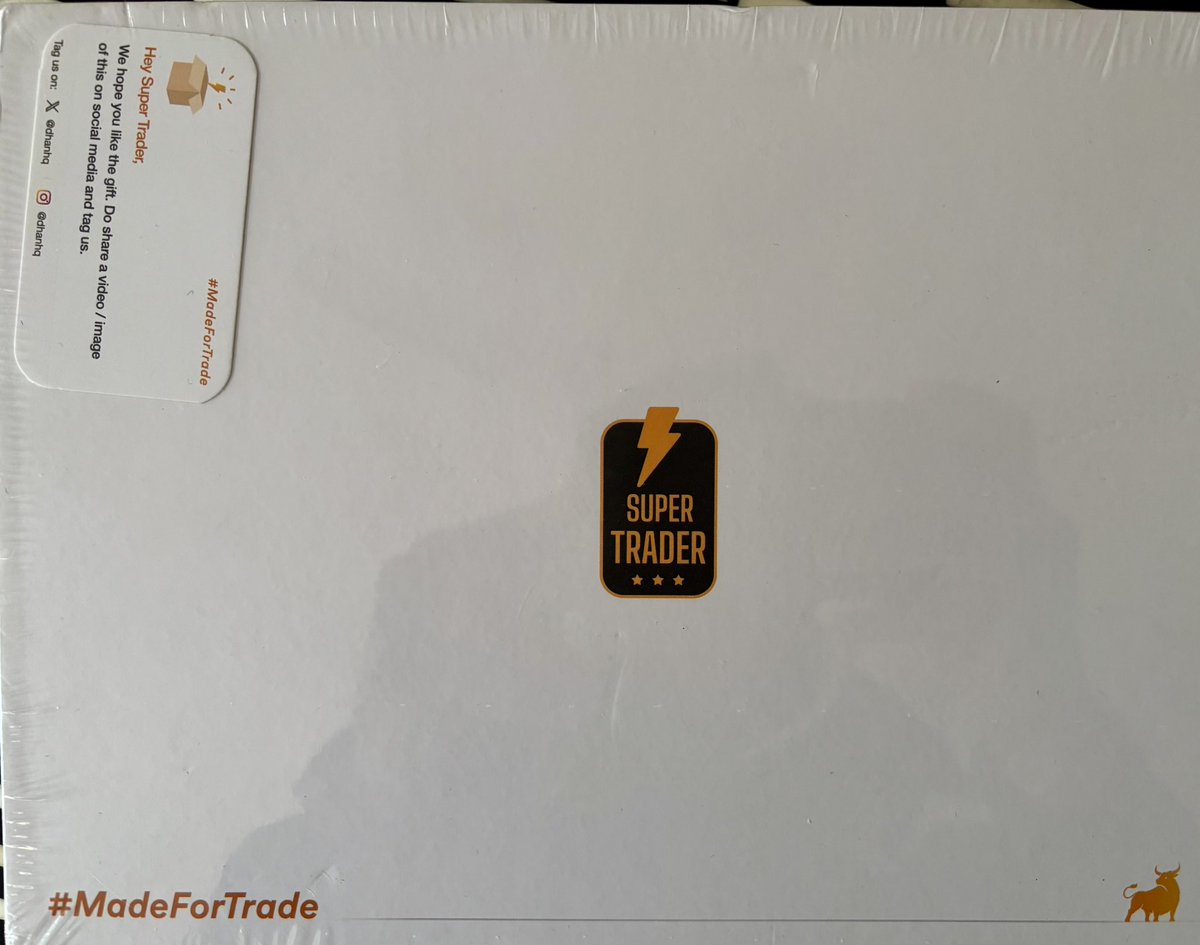 Hey Super Trader,
We hope you like the gift. Do share a video / image
of this on social media and tag us.
Tag us on: X @dhanhq @dhanhq
#MadeForTrade
SUPER
TRADER
#MadeForTrade